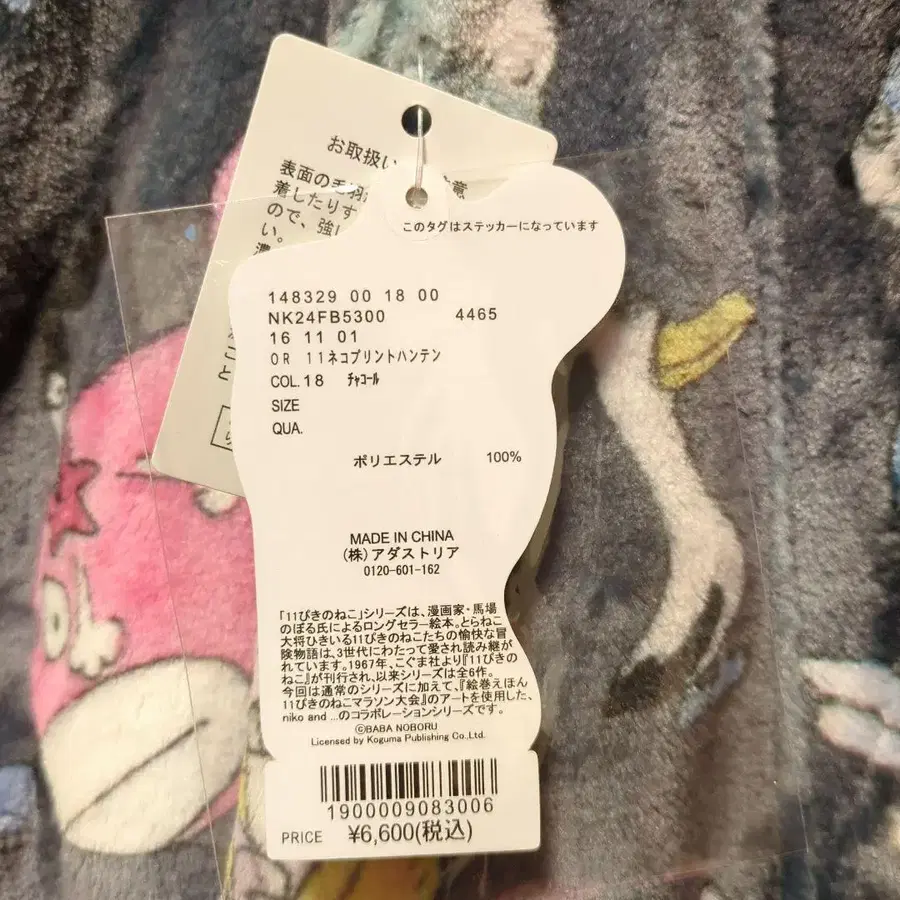 お取扱い
意
表面の毛羽
着したりす
ので、強
い。
濃
こと
このタグはステッカーになっています
148329 00 18 00
NK24FB5300 4465
16 11 01
OR 11ネコプリントハンテン
COL.18 ﾁｬｺｰﾙ
SIZE
QUA.
ポリエステル 100%
MADE IN CHINA
(株)アダストリア
0120-601-162
「11ぴきのねこ」シリーズは、漫画家・馬場
のぼる氏によるロングセラー絵本。とらねこ
大将ひきいる11ぴきのねこたちの愉快な冒
険物語は、3世代にわたって愛され読み継が
れています。1967年、こぐま社より『11ぴきの
ねこ』が刊行され、以来シリーズは全6作。
今回は通常のシリーズに加えて、『絵巻えほん
11ぴきのねこマラソン大会』のアートを使用した、
niko and ...のコラボレーションシリーズです。
©BABA NOBORU
Licensed by Koguma Publishing Co.,Ltd.
1900009083006
PRICE ¥6,600(税込)